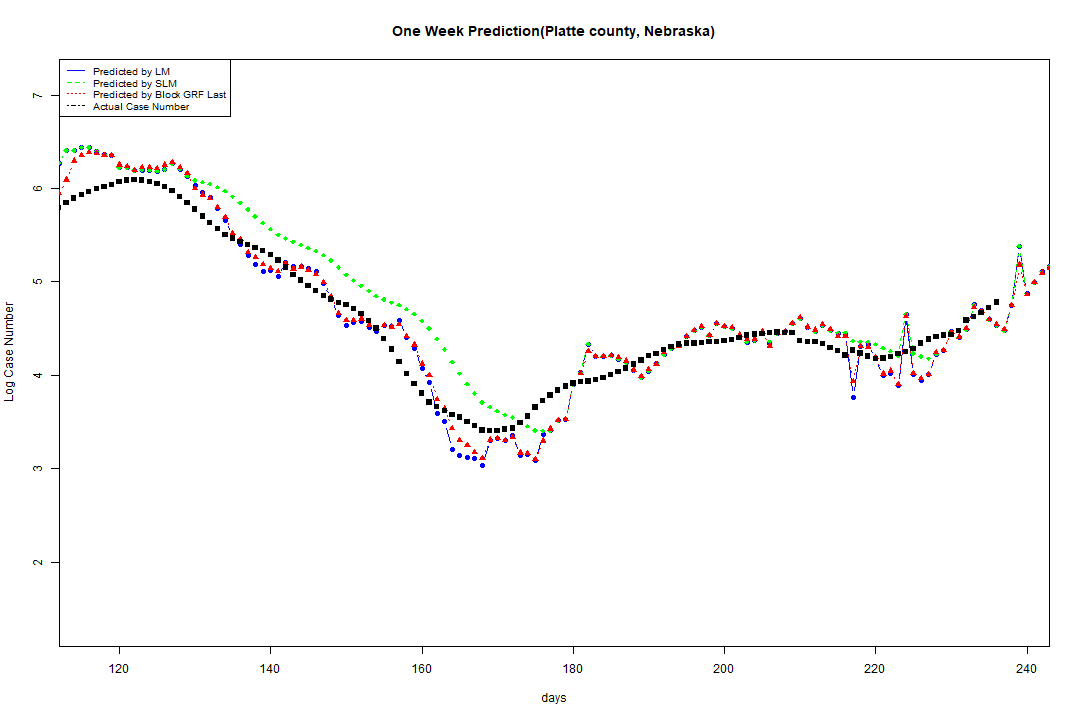 One Week Prediction(Platte county, Nebraska)
Predicted by LM
Predicted by SLM
Predicted by Block GRF Last
Actual Case Number
7
6
5
4
3
2
Log Case Number
120 140 160 180 200 220 240
days